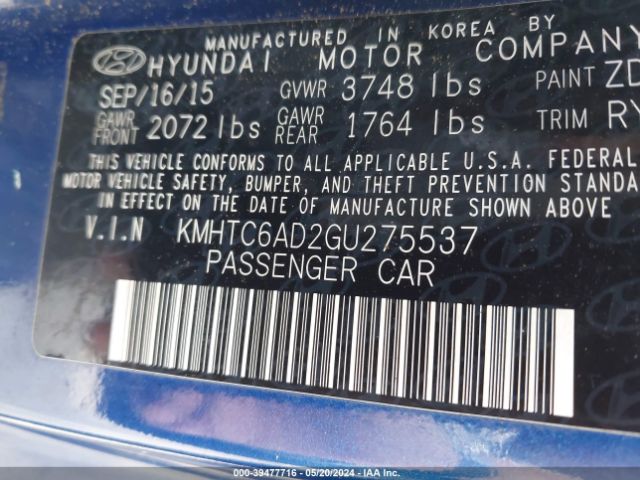 MANUFACTURED IN KOREA BY
HYUNDAI MOTOR COMPANY
SEP/16/15 GVWR 3748 lbs PAINT ZD
GAWR FRONT 2072 lbs GAWR REAR 1764 lbs TRIM RY
THIS VEHICLE CONFORMS TO ALL APPLICABLE U.S.A. FEDERAL
MOTOR VEHICLE SAFETY, BUMPER, AND THEFT PREVENTION STANDA
IN EFFECT ON THE DATE OF MANUFACTURE SHOWN ABOVE
V.I.N KMHTC6AD2GU275537
PASSENGER CAR
000-39477716 - 05/20/2024 - IAA Inc.